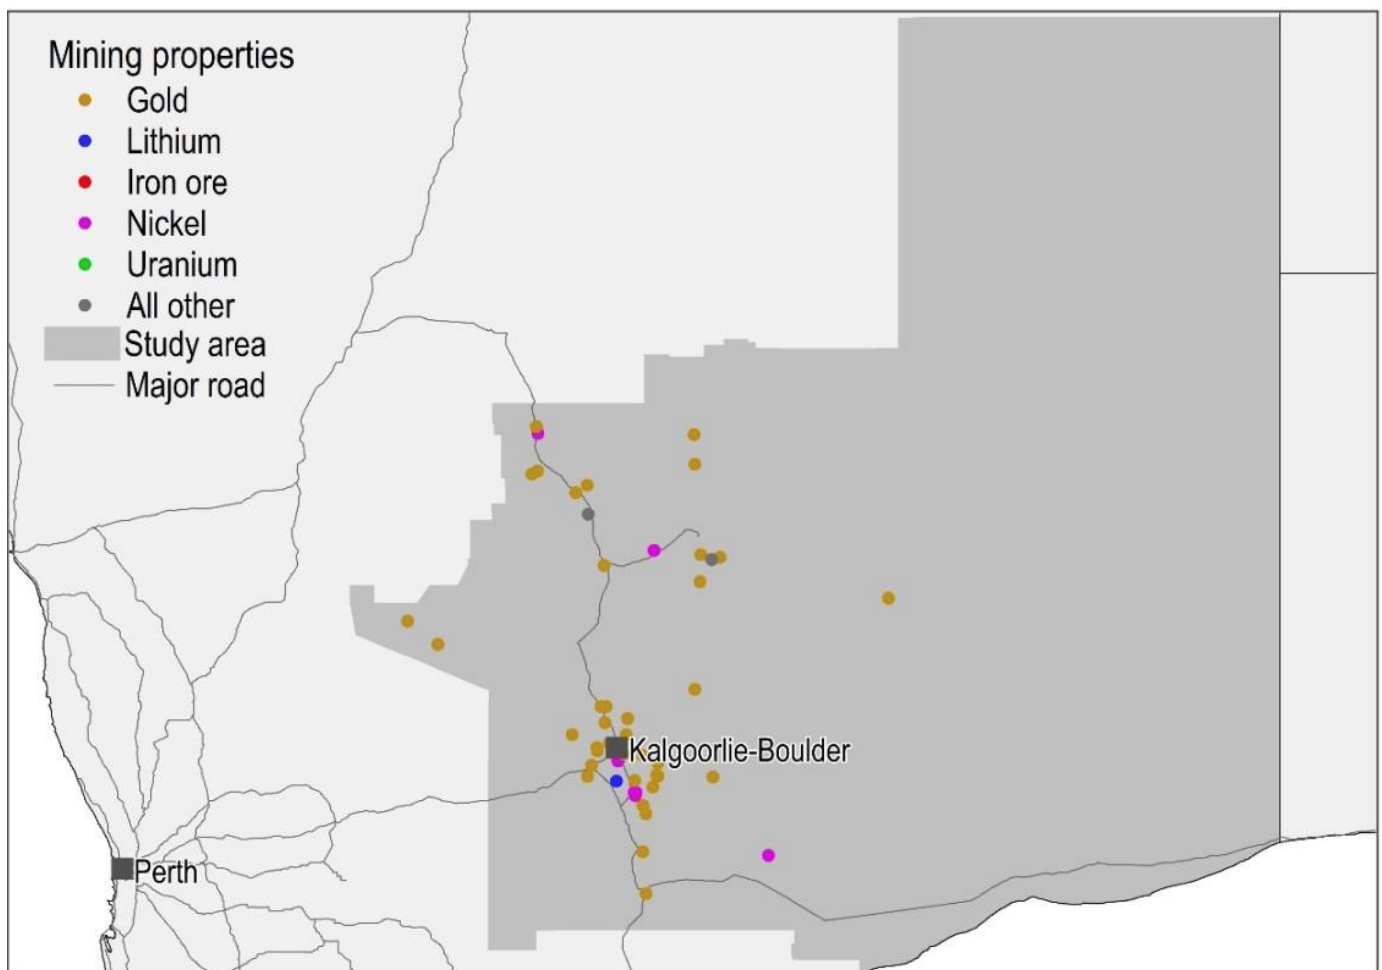 Mining properties
Gold
Lithium
Iron ore
Nickel
Uranium
All other
Study area
Major road
Kalgoorlie-Boulder
Perth